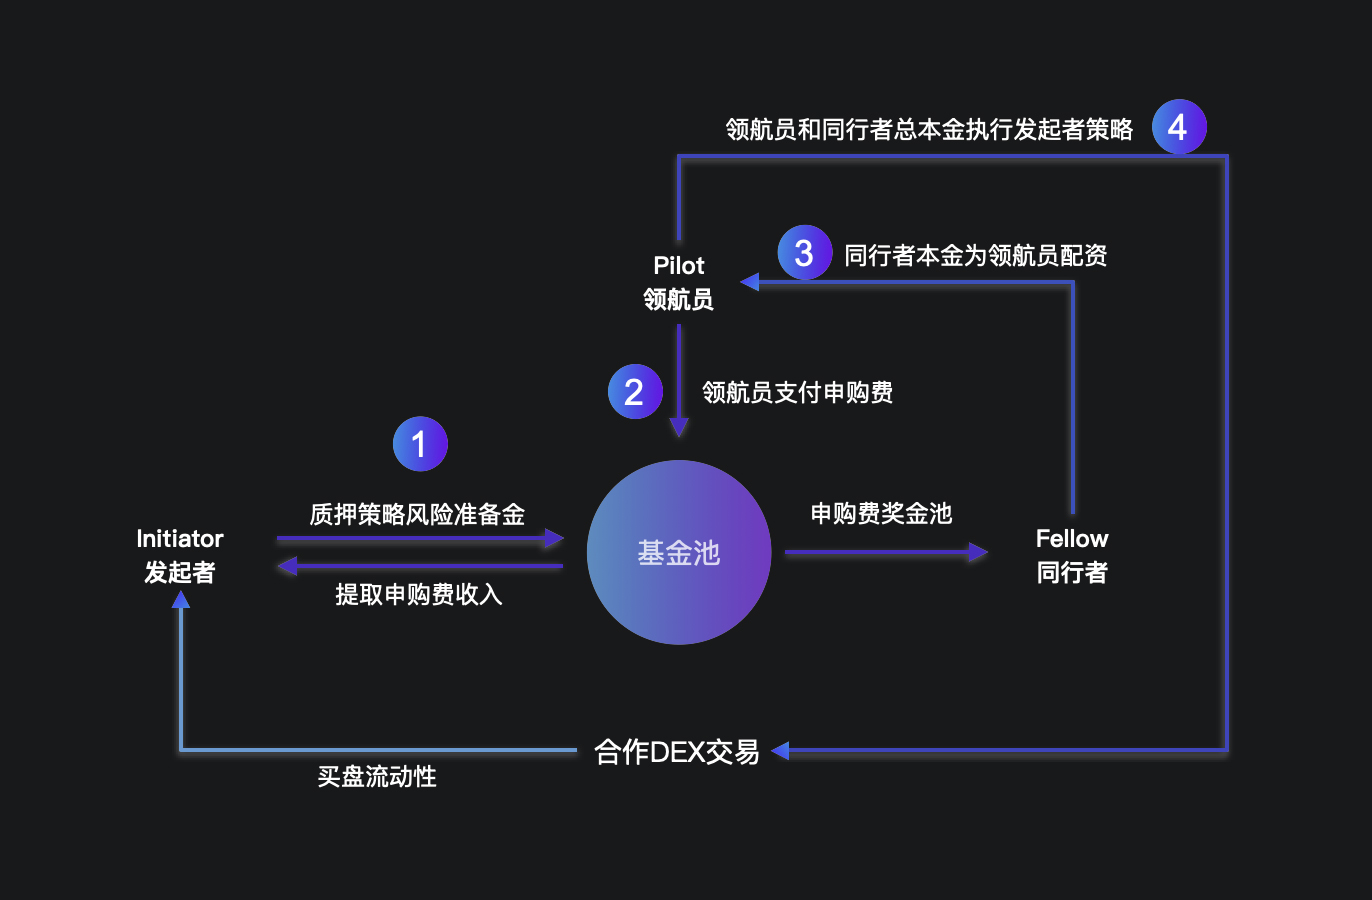 领航员和同行者总本金执行发起者策略
4
3
同行者本金为领航员配资
Pilot
领航员
2
领航员支付申购费
1
质押策略风险准备金
申购费奖金池
Initiator
发起者
基金池
Fellow
同行者
提取申购费收入
合作DEX交易
买盘流动性